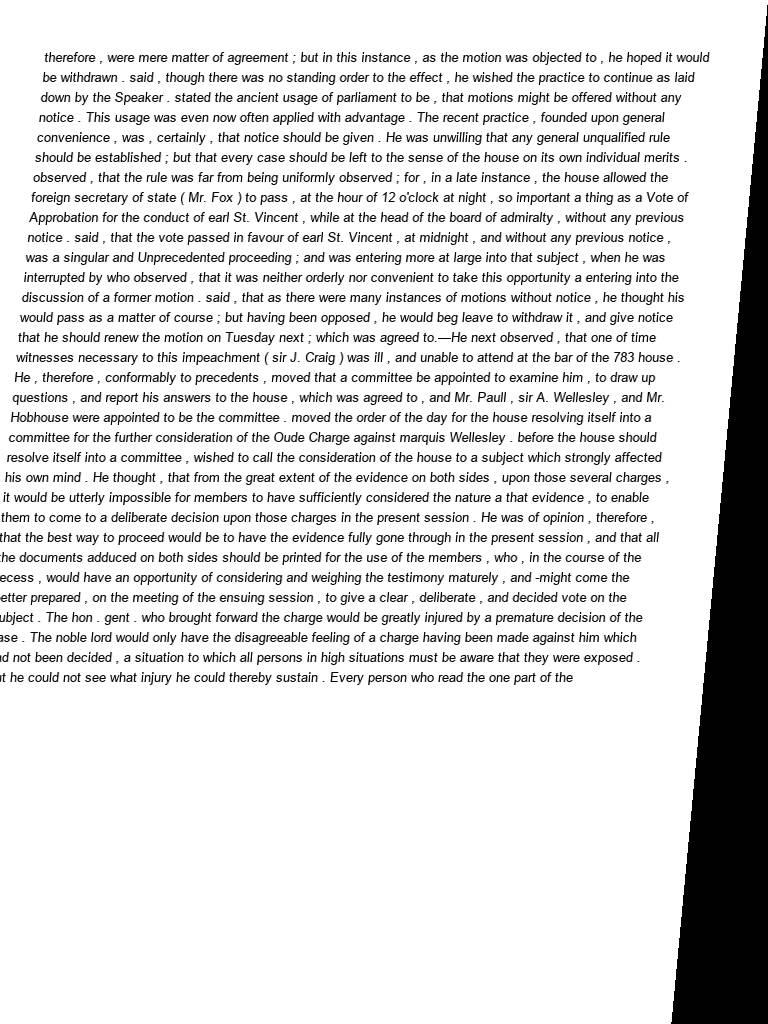 therefore , were mere matter of agreement ; but in this instance , as the motion was objected to , he hoped it would
be withdrawn . said , though there was no standing order to the effect , he wished the practice to continue as laid
down by the Speaker . stated the ancient usage of parliament to be , that motions might be offered without any
notice . This usage was even now often applied with advantage . The recent practice , founded upon general
convenience , was , certainly , that notice should be given . He was unwilling that any general unqualified rule
should be established ; but that every case should be left to the sense of the house on its own individual merits .
observed , that the rule was far from being uniformly observed ; for , in a late instance , the house allowed the
foreign secretary of state ( Mr. Fox ) to pass , at the hour of 12 o'clock at night , so important a thing as a Vote of
Approbation for the conduct of earl St. Vincent , while at the head of the board of admiralty , without any previous
notice . said , that the vote passed in favour of earl St. Vincent , at midnight , and without any previous notice ,
was a singular and Unprecedented proceeding ; and was entering more at large into that subject , when he was
interrupted by who observed , that it was neither orderly nor convenient to take this opportunity a entering into the
discussion of a former motion . said , that as there were many instances of motions without notice , he thought his
would pass as a matter of course ; but having been opposed , he would beg leave to withdraw it , and give notice
that he should renew the motion on Tuesday next ; which was agreed to.—He next observed , that one of time
witnesses necessary to this impeachment ( sir J. Craig ) was ill , and unable to attend at the bar of the 783 house .
He , therefore , conformably to precedents , moved that a committee be appointed to examine him , to draw up
questions , and report his answers to the house , which was agreed to , and Mr. Paull , sir A. Wellesley , and Mr.
Hobhouse were appointed to be the committee . moved the order of the day for the house resolving itself into a
committee for the further consideration of the Oude Charge against marquis Wellesley . before the house should
resolve itself into a committee , wished to call the consideration of the house to a subject which strongly affected
his own mind . He thought , that from the great extent of the evidence on both sides , upon those several charges ,
it would be utterly impossible for members to have sufficiently considered the nature a that evidence , to enable
them to come to a deliberate decision upon those charges in the present session . He was of opinion , therefore ,
that the best way to proceed would be to have the evidence fully gone through in the present session , and that all
the documents adduced on both sides should be printed for the use of the members , who , in the course of the
ecess , would have an opportunity of considering and weighing the testimony maturely , and -might come the
etter prepared , on the meeting of the ensuing session , to give a clear , deliberate , and decided vote on the
ubject . The hon . gent . who brought forward the charge would be greatly injured by a premature decision of the
ase . The noble lord would only have the disagreeable feeling of a charge having been made against him which
d not been decided , a situation to which all persons in high situations must be aware that they were exposed .
t he could not see what injury he could thereby sustain . Every person who read the one part of the